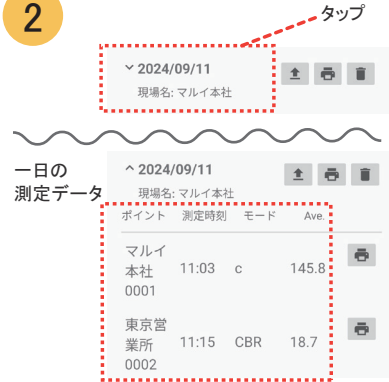 2
タップ
2024/09/11
現場名: マルイ本社
一日の
測定データ
2024/09/11
現場名: マルイ本社
ポイント 測定時刻 モード Ave.
マルイ
本社
0001
11:03 c 145.8
東京営
業所
0002
11:15 CBR 18.7